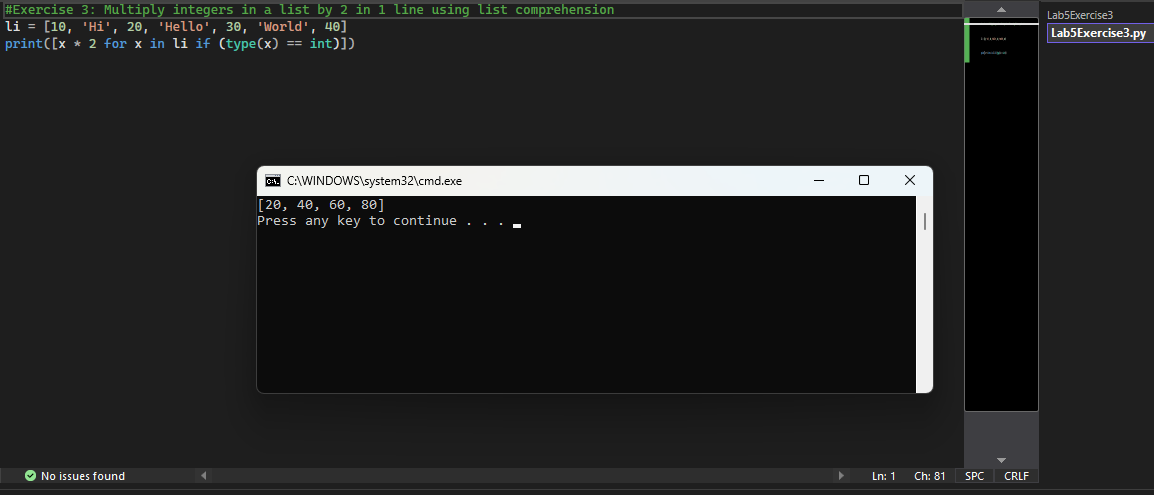 #Exercise 3: Multiply integers in a list by 2 in 1 line using list comprehension
li = [10, 'Hi', 20, 'Hello', 30, 'World', 40]
print([x * 2 for x in li if (type(x) == int)])
Lab5Exercise3
Lab5Exercise3.py
C:\WINDOWS\system32\cmd.exe
[20, 40, 60, 80]
Press any key to continue . . .
No issues found
Ln: 1 Ch: 81 SPC CRLF